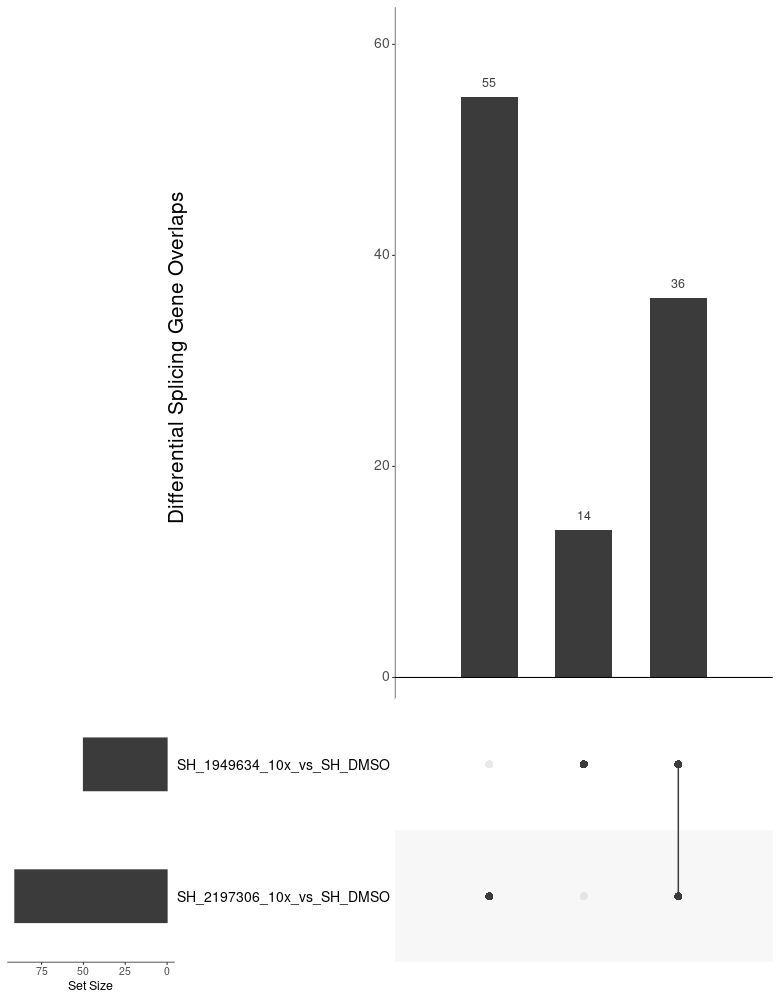 Differential Splicing Gene Overlaps
60
40
20
0
55
14
36
SH_1949634_10x_vs_SH_DMSO
SH_2197306_10x_vs_SH_DMSO
75 50 25 0
Set Size